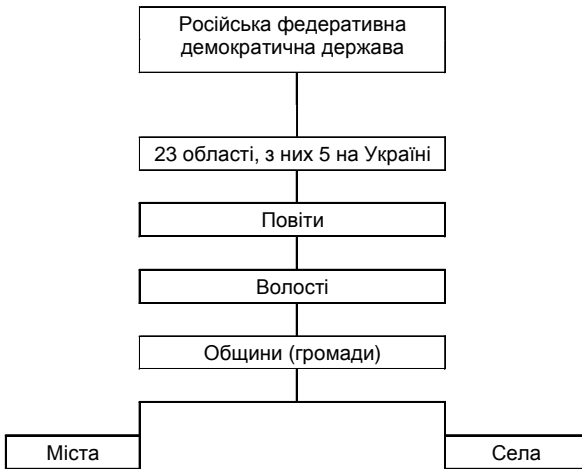 Російська федеративна
демократична держава
23 області, з них 5 на Україні
Повіти
Волості
Общини (громади)
Міста
Села